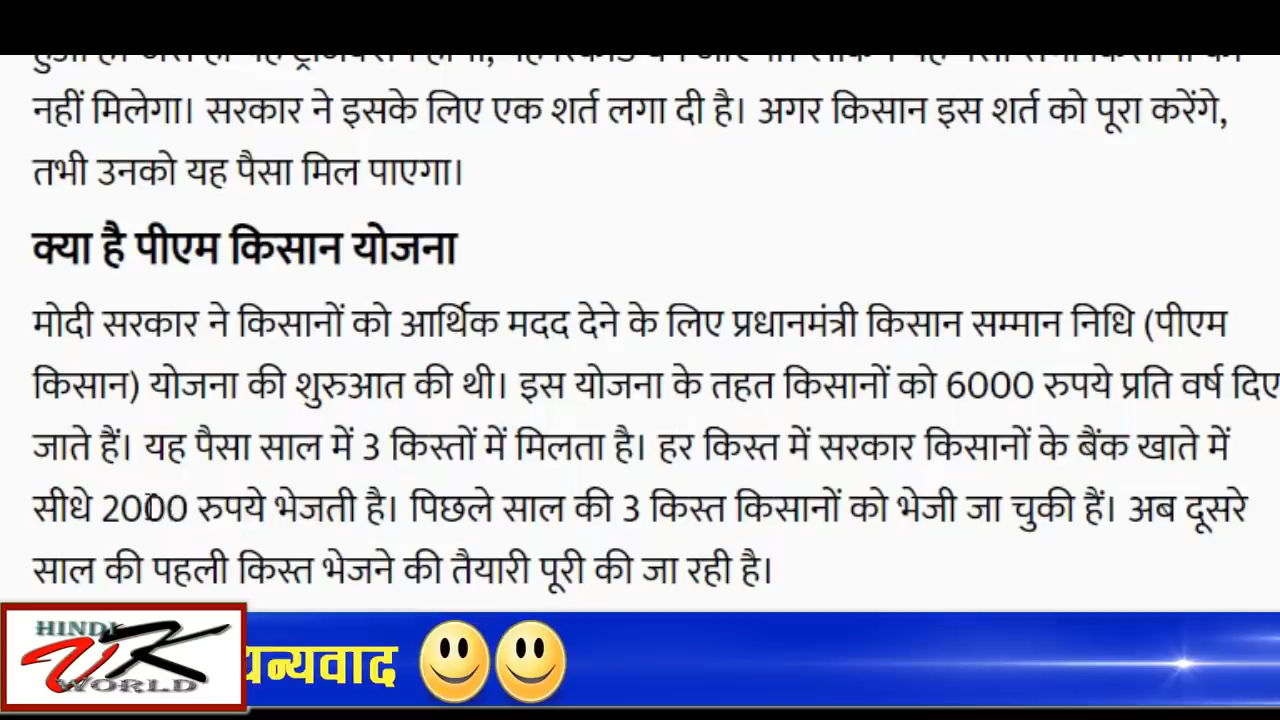 नहीं मिलेगा। सरकार ने इसके लिए एक शर्त लगा दी है। अगर किसान इस शर्त को पूरा करेंगे,
तभी उनको यह पैसा मिल पाएगा।
क्या है पीएम किसान योजना
मोदी सरकार ने किसानों को आर्थिक मदद देने के लिए प्रधानमंत्री किसान सम्मान निधि (पीएम
किसान) योजना की शुरुआत की थी। इस योजना के तहत किसानों को 6000 रुपये प्रति वर्ष दिए
जाते हैं। यह पैसा साल में 3 किस्तों में मिलता है। हर किस्त में सरकार किसानों के बैंक खाते में
सीधे 2000 रुपये भेजती है। पिछले साल की 3 किस्त किसानों को भेजी जा चुकी हैं। अब दूसरे
साल की पहली किस्त भेजने की तैयारी पूरी की जा रही है।
HINDI
UK
WORLD
धन्यवाद